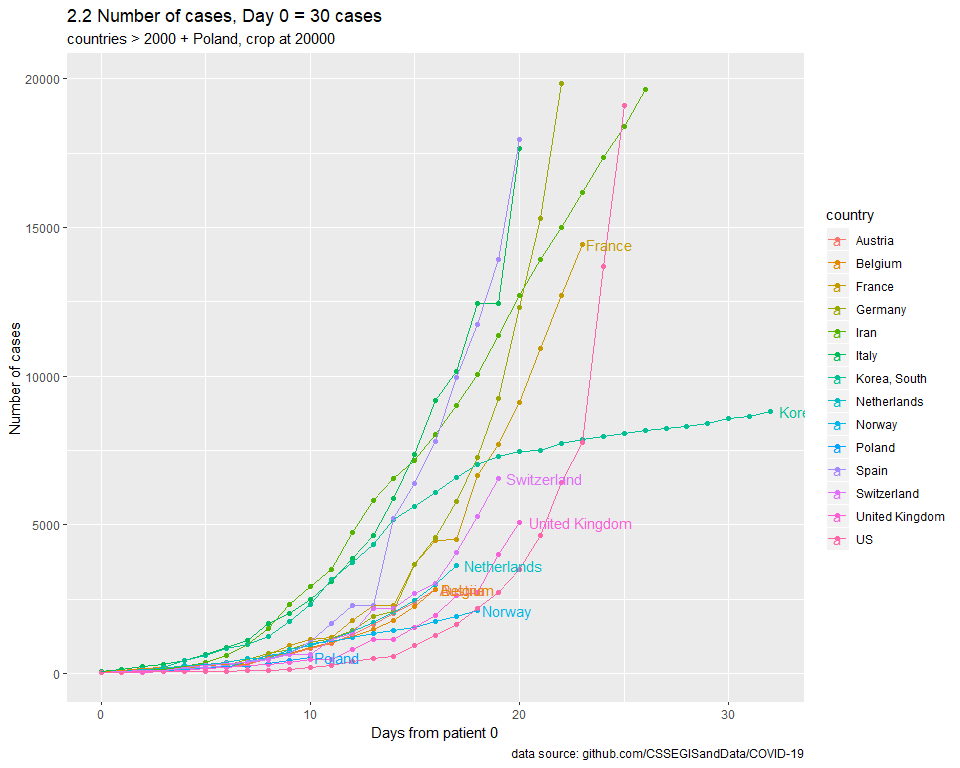 2.2 Number of cases, Day 0 = 30 cases
countries > 2000 + Poland, crop at 20000
20000
15000
10000
5000
0
Number of cases
France
Kore
Switzerland
United Kingdom
Netherlands
Belgium
Norway
Poland
0
10
20
30
Days from patient 0
data source: github.com/CSSEGISandData/COVID-19
country
a Austria
a Belgium
a France
a Germany
a Iran
a Italy
a Korea, South
a Netherlands
a Norway
a Poland
a Spain
a Switzerland
a United Kingdom
a US